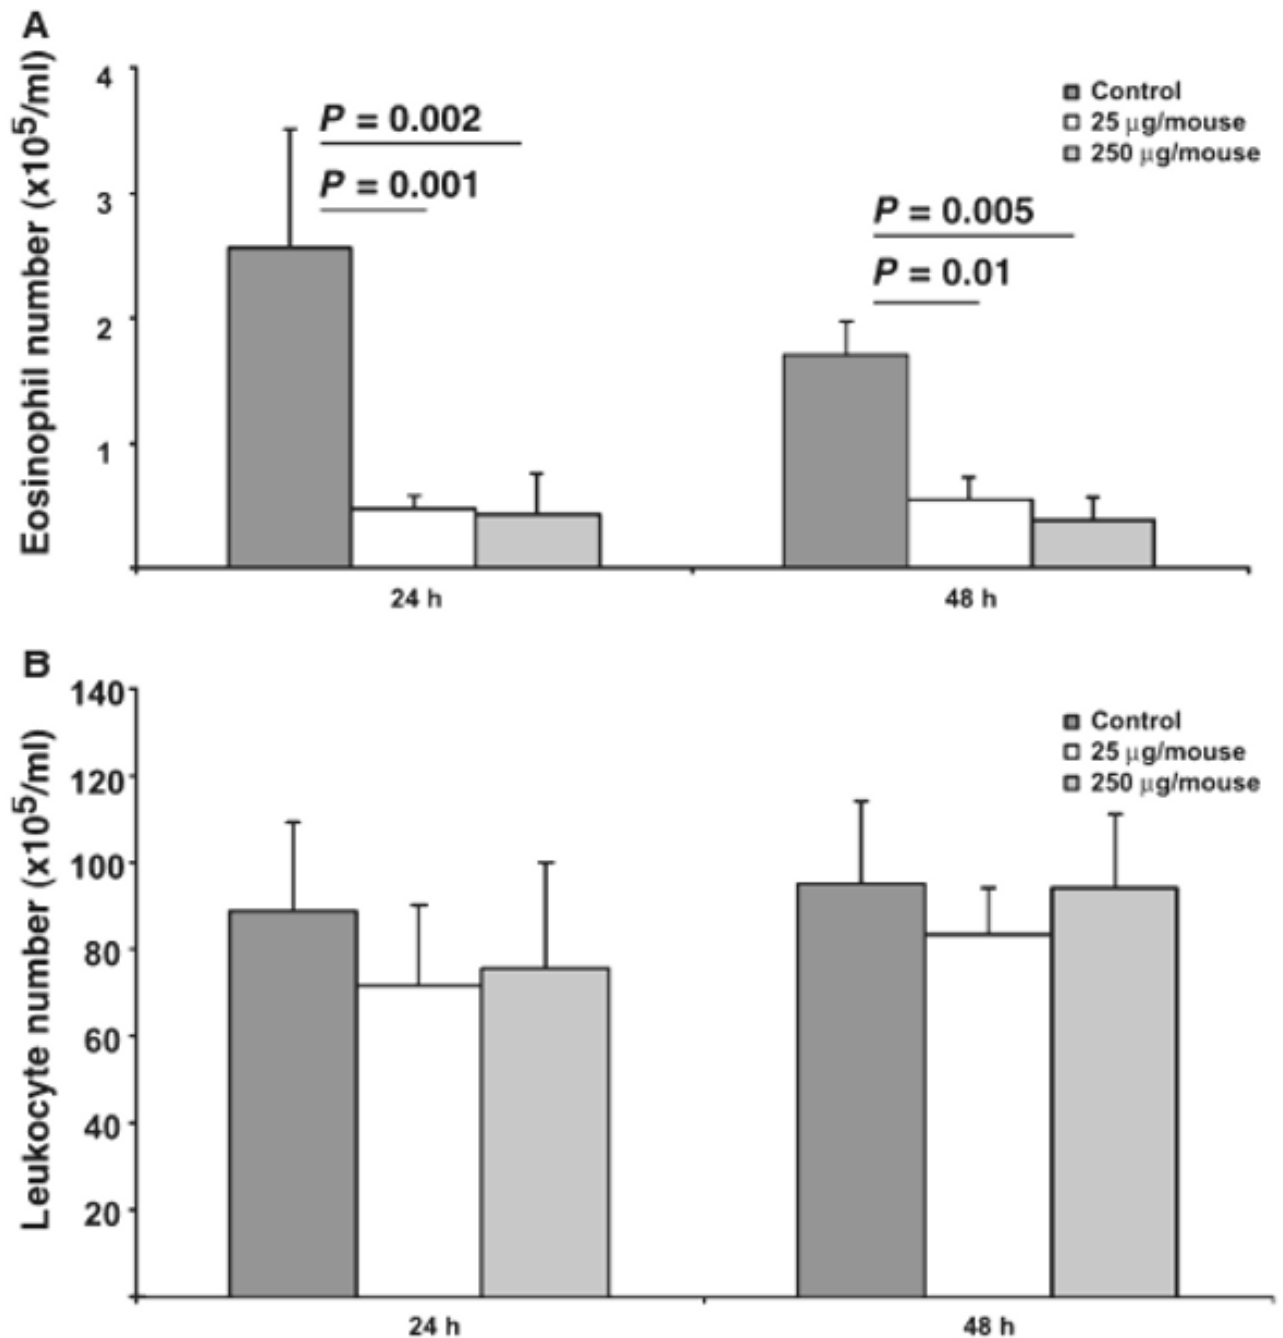 A
Eosinophil number (x10⁵/ml)
4
3
2
1
P = 0.002
P = 0.001
P = 0.005
P = 0.01
Control
25 μg/mouse
250 μg/mouse
24 h
48 h
B
Leukocyte number (x10⁵/ml)
140
120
100
80
60
40
20
Control
25 μg/mouse
250 μg/mouse
24 h
48 h